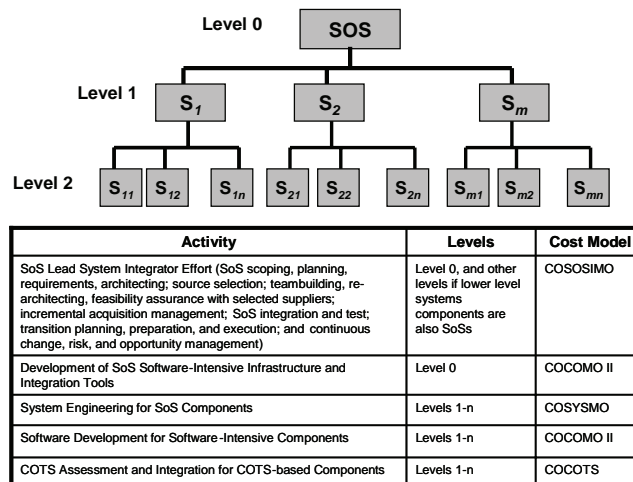 Level 0
SOS
Level 1
S1
S2
Sm
Level 2
S11
S12
S1n
S21
S22
S2n
Sm1
Sm2
Smn
Activity Levels Cost Model
SoS Lead System Integrator Effort (SoS scoping, planning,
requirements, architecting; source selection; teambuilding, re-
architecting, feasibility assurance with selected suppliers;
incremental acquisition management; SoS integration and test;
transition planning, preparation, and execution; and continuous
change, risk, and opportunity management)
Level 0, and other
levels if lower level
systems
components are
also SoSs
COSOSIMO
Development of SoS Software-Intensive Infrastructure and
Integration Tools
Level 0
COCOMO II
System Engineering for SoS Components
Levels 1-n
COSYSMO
Software Development for Software-Intensive Components
Levels 1-n
COCOMO II
COTS Assessment and Integration for COTS-based Components
Levels 1-n
COCOTS